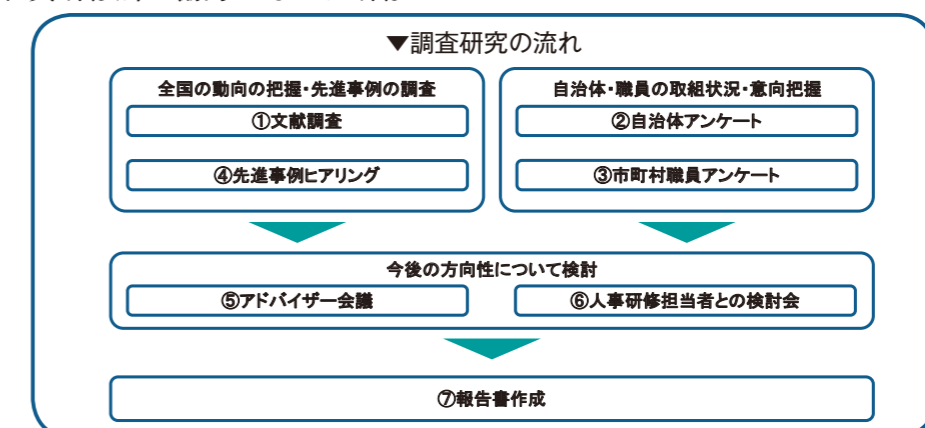 ▼調査研究の流れ
全国の動向の把握・先進事例の調査
①文献調査
④先進事例ヒアリング
自治体・職員の取組状況・意向把握
②自治体アンケート
③市町村職員アンケート
今後の方向性について検討
⑤アドバイザー会議
⑥人事研修担当者との検討会
⑦報告書作成